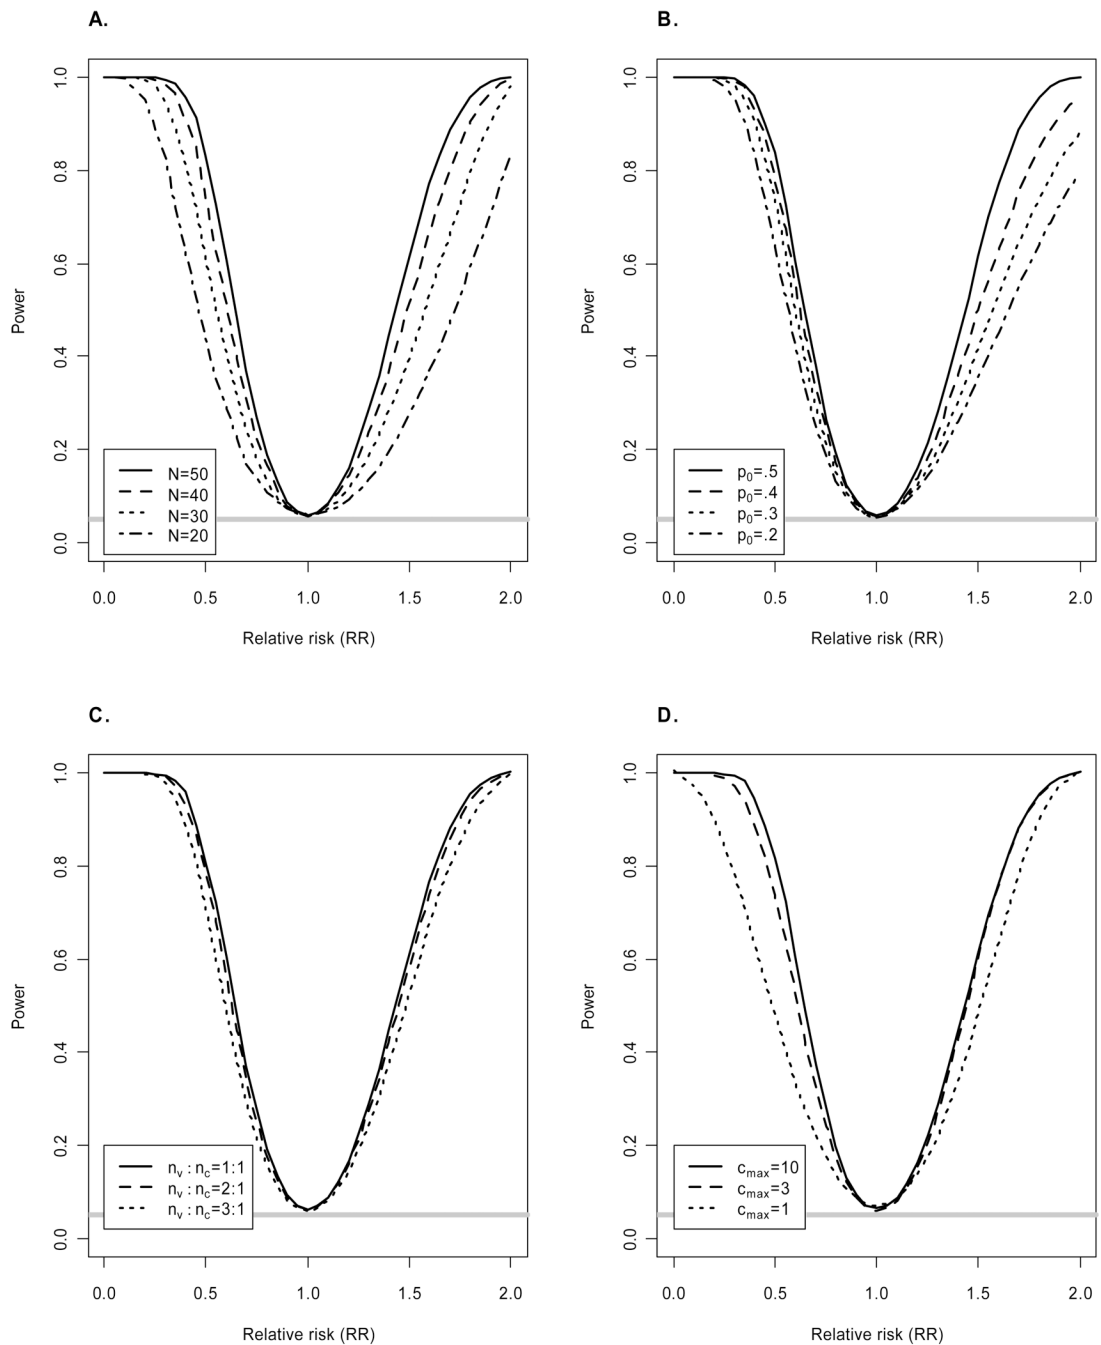 A.
1.0
0.8
0.6
0.4
0.2
0.0
Power
N=50
N=40
N=30
N=20
0.0 0.5 1.0 1.5 2.0
Relative risk (RR)
B.
1.0
0.8
0.6
0.4
0.2
0.0
Power
p0=.5
p0=.4
p0=.3
p0=.2
0.0 0.5 1.0 1.5 2.0
Relative risk (RR)
C.
1.0
0.8
0.6
0.4
0.2
0.0
Power
nv : nc=1:1
nv : nc=2:1
nv : nc=3:1
0.0 0.5 1.0 1.5 2.0
Relative risk (RR)
D.
1.0
0.8
0.6
0.4
0.2
0.0
Power
cmax=10
cmax=3
cmax=1
0.0 0.5 1.0 1.5 2.0
Relative risk (RR)